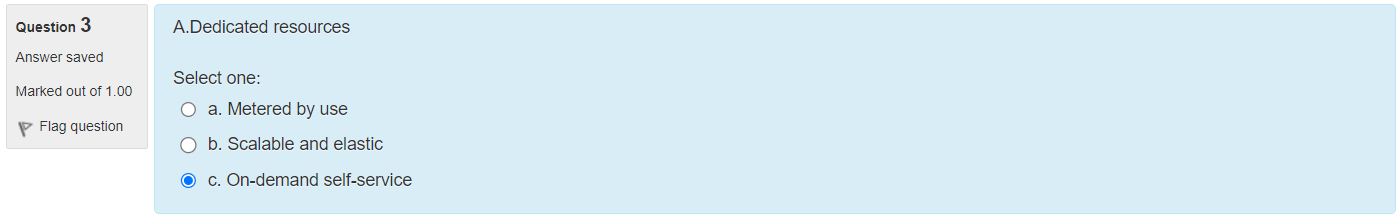 Question 3
Answer saved
Marked out of 1.00
Flag question
A.Dedicated resources
Select one:
a. Metered by use
b. Scalable and elastic
c. On-demand self-service